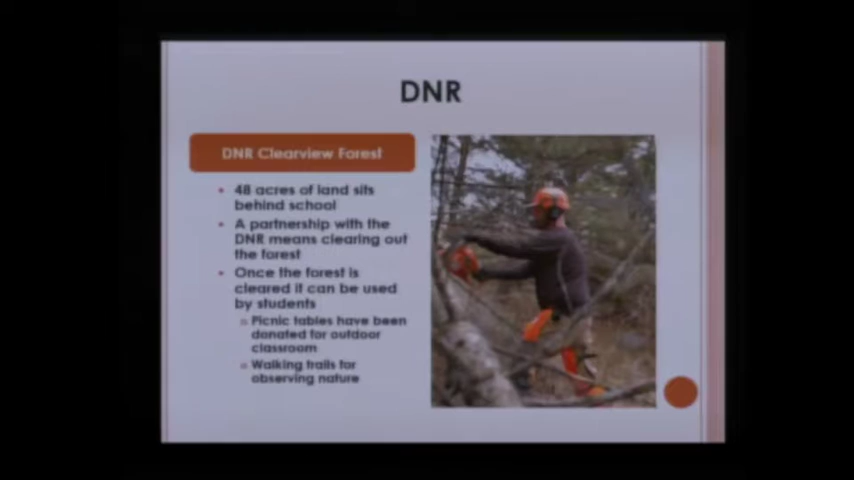 DNR
DNR Clearview Forest
48 acres of land sits
behind school
A partnership with the
DNR means clearing out
the forest
Once the forest is
cleared it can be used
by students
Picnic tables have been
donated for outdoor
classroom
Walking trails for
observing nature